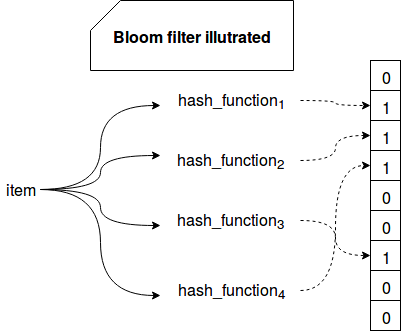 Bloom filter illutrated
hash_function1
hash_function2
item
hash_function3
hash_function4
0
1
1
1
0
0
1
0
0